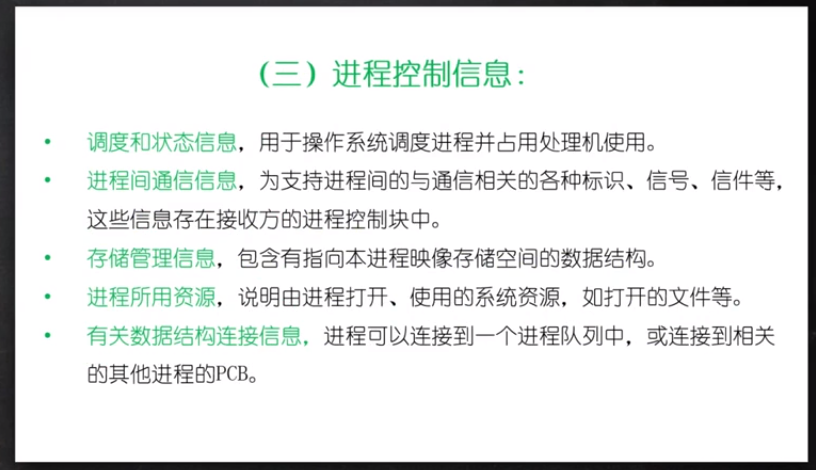 （三）进程控制信息：
• 调度和状态信息，用于操作系统调度进程并占用处理机使用。
• 进程间通信信息，为支持进程间的与通信相关的各种标识、信号、信件等，
这些信息存在接收方的进程控制块中。
• 存储管理信息，包含有指向本进程映像存储空间的数据结构。
• 进程所用资源，说明由进程打开、使用的系统资源，如打开的文件等。
• 有关数据结构连接信息，进程可以连接到一个进程队列中，或连接到相关
的其他进程的PCB。